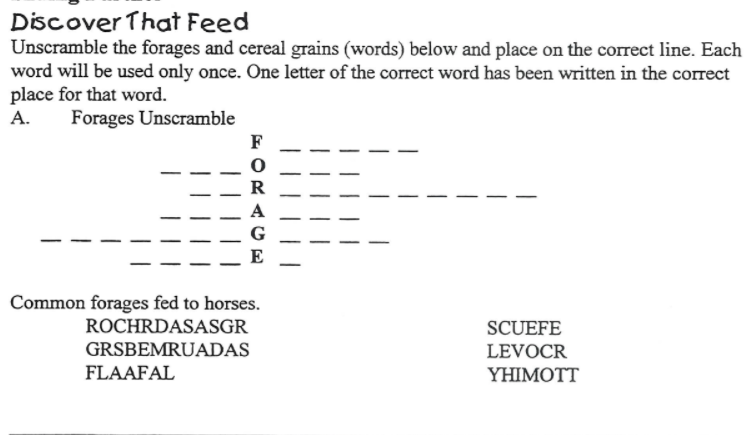 Discover That Feed
Unscramble the forages and cereal grains (words) below and place on the correct line. Each
word will be used only once. One letter of the correct word has been written in the correct
place for that word.
A. Forages Unscramble
F _ _ _ _ _
_ _ _ O _ _ _
_ _ R _ _ _ _ _ _ _ _ _
_ _ _ A _ _ _
_ _ _ _ _ _ _ G _ _ _ _
_ _ _ _ E _
Common forages fed to horses.
ROCHRDASASGR SCUEFE
GRSBEMRUADAS LEVOCR
FLAAFAL YHIMOTT